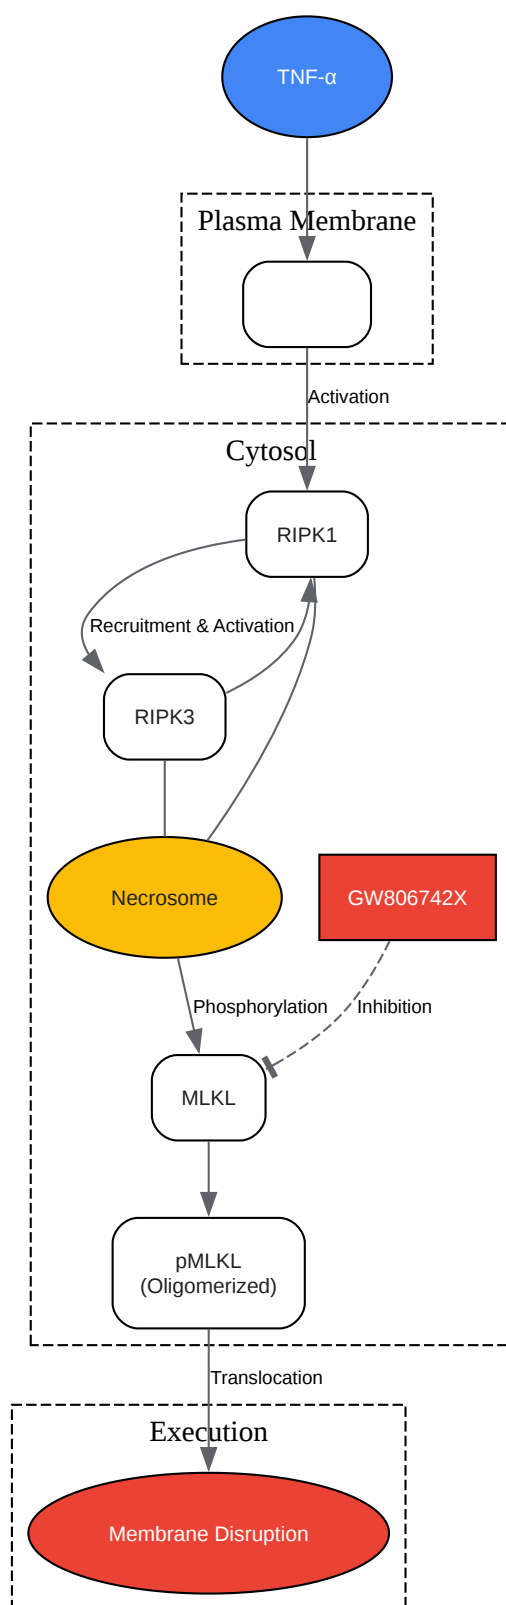 TNF-α
Plasma Membrane
Activation
Cytosol
RIPK1
Recruitment & Activation
RIPK3
Necrosome
GW806742X
Phosphorylation
Inhibition
MLKL
pMLKL
(Oligomerized)
Translocation
Execution
Membrane Disruption